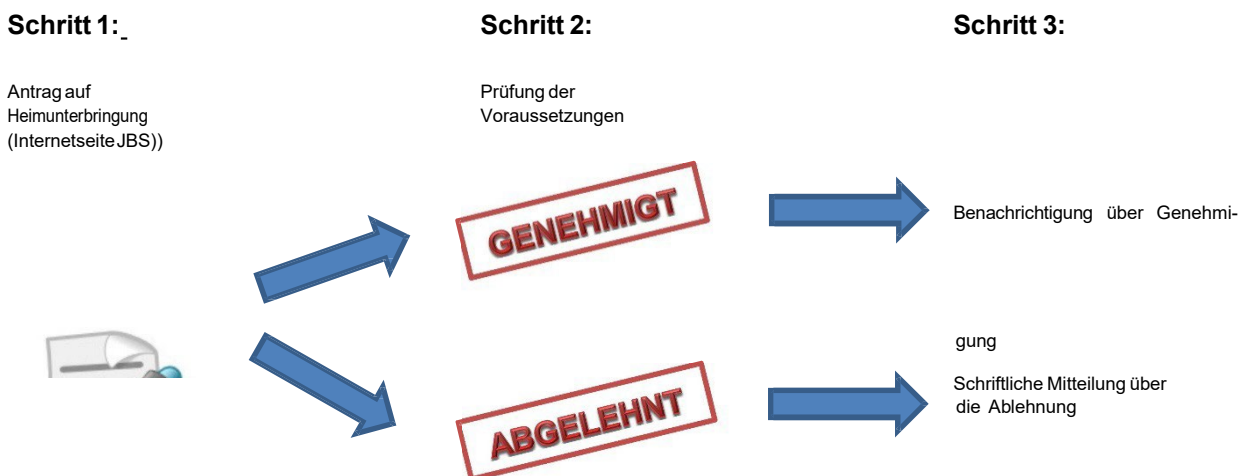 Schritt 1:
Antrag auf
Heimunterbringung
(Internetseite JBS))
Schritt 2:
Prüfung der
Voraussetzungen
GENEHMIGT
ABGELEHNT
Schritt 3:
Benachrichtigung über Genehmi-
gung
Schriftliche Mitteilung über
die Ablehnung